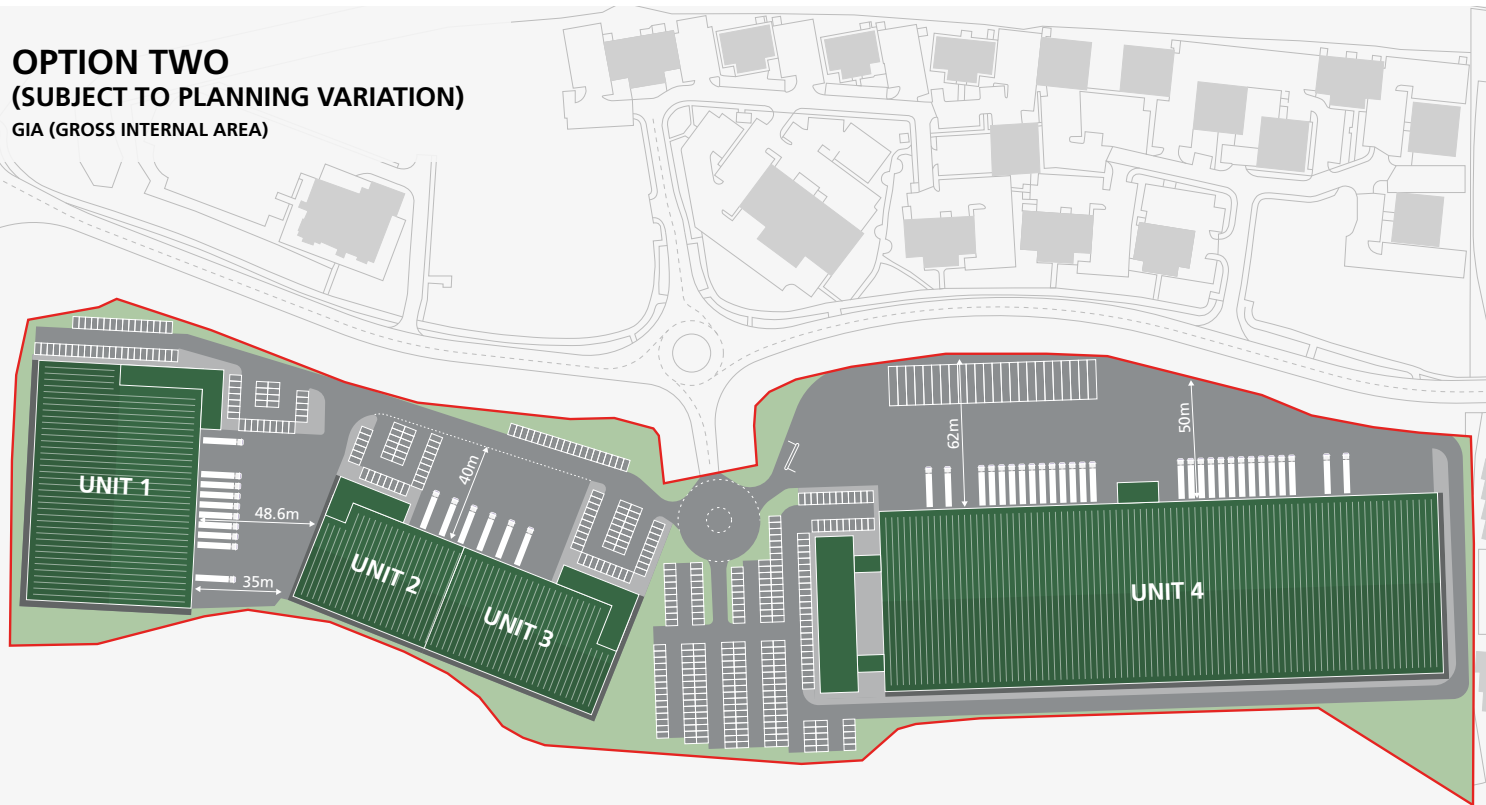 OPTION TWO
(SUBJECT TO PLANNING VARIATION)
GIA (GROSS INTERNAL AREA)
62m
50m
40m
UNIT 1
48.6m
35m
UNIT 2
UNIT 3
UNIT 4